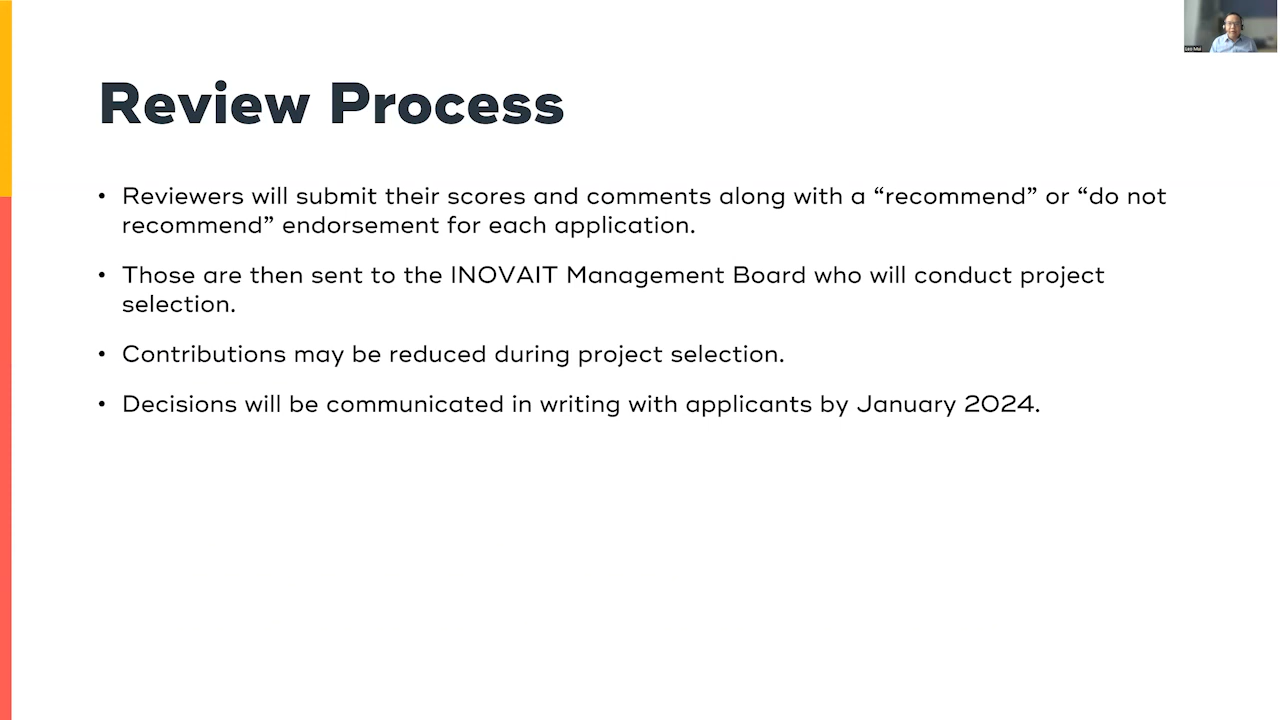 Review Process
• Reviewers will submit their scores and comments along with a “recommend” or “do not
recommend” endorsement for each application.
• Those are then sent to the INOVAIT Management Board who will conduct project
selection.
• Contributions may be reduced during project selection.
• Decisions will be communicated in writing with applicants by January 2024.